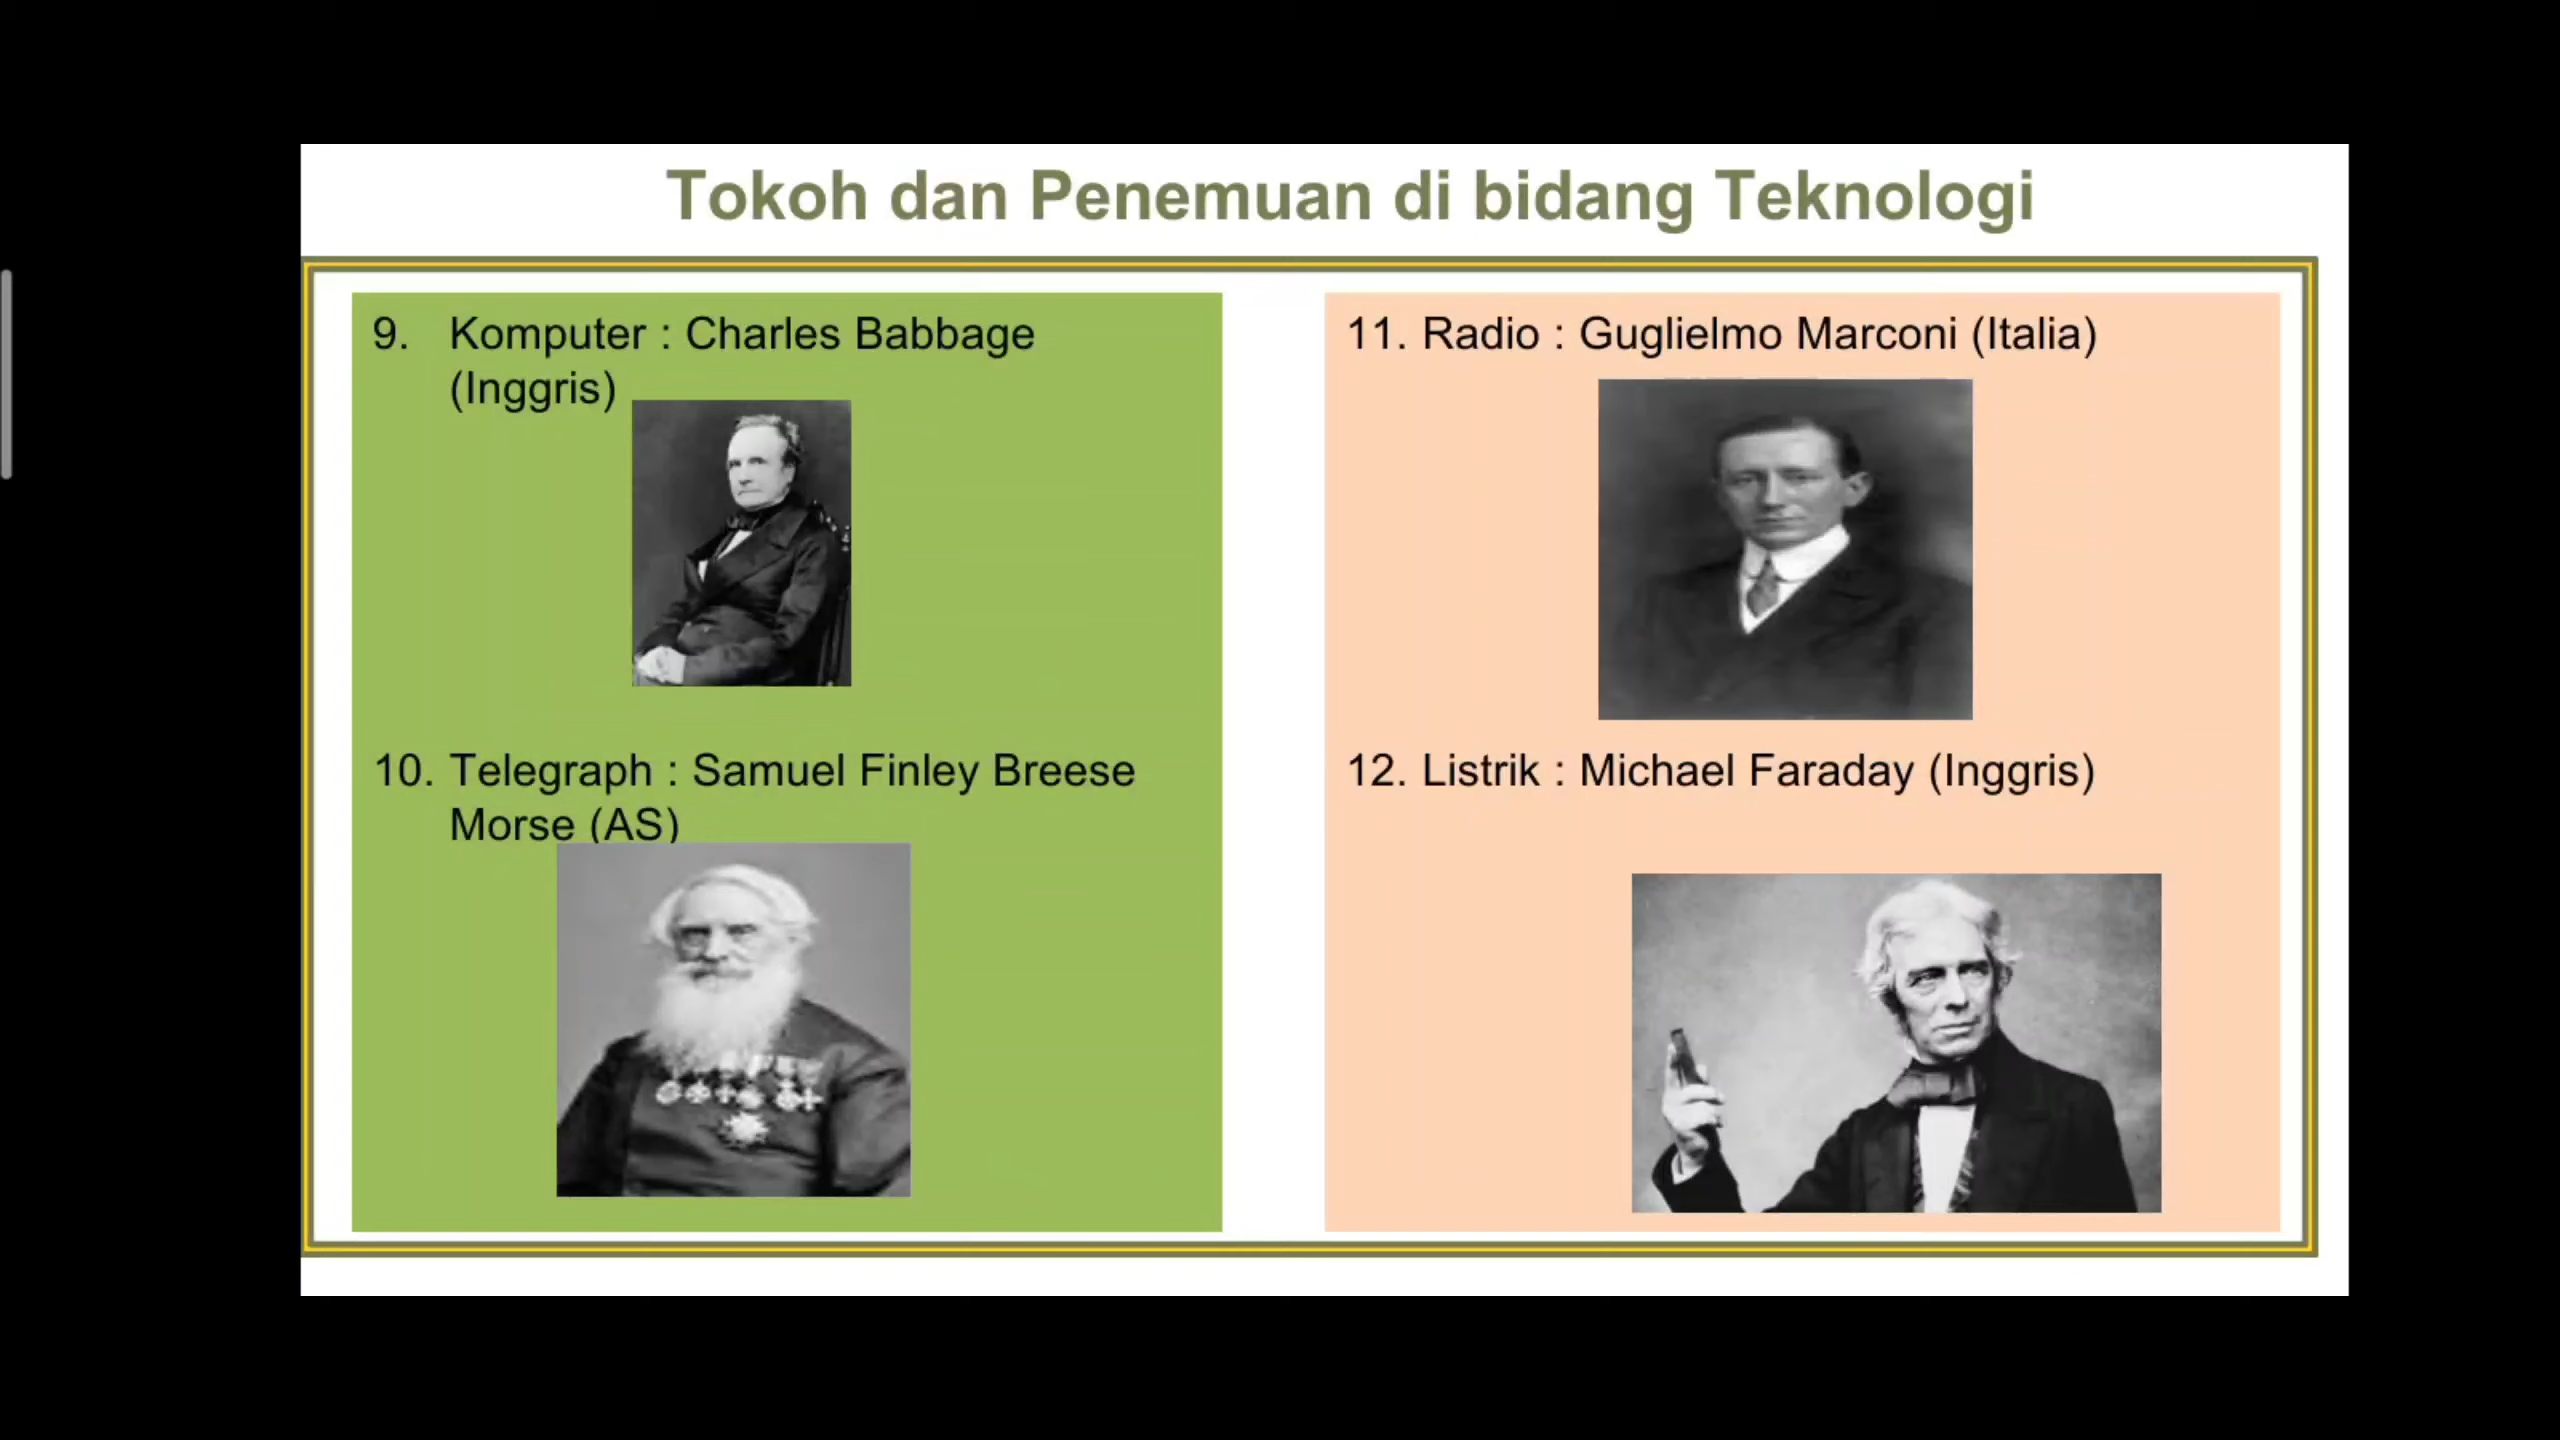 Tokoh dan Penemuan di bidang Teknologi
9. Komputer : Charles Babbage
(Inggris)
10. Telegraph : Samuel Finley Breese
Morse (AS)
11. Radio : Guglielmo Marconi (Italia)
12. Listrik : Michael Faraday (Inggris)